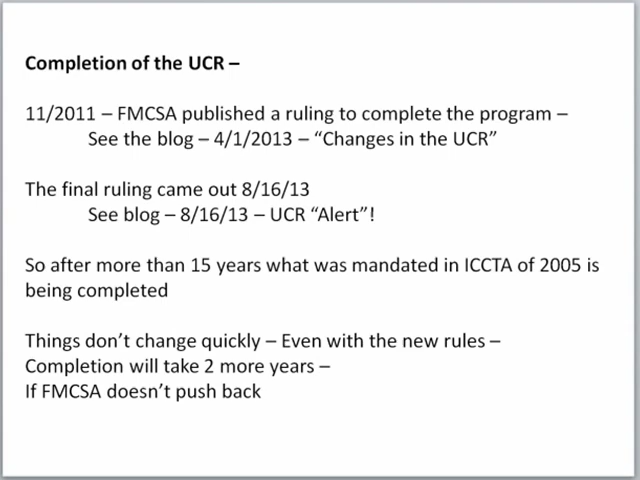 Completion of the UCR –
11/2011 – FMCSA published a ruling to complete the program –
See the blog – 4/1/2013 – “Changes in the UCR”
The final ruling came out 8/16/13
See blog – 8/16/13 – UCR “Alert”!
So after more than 15 years what was mandated in ICCTA of 2005 is
being completed
Things don’t change quickly – Even with the new rules –
Completion will take 2 more years –
If FMCSA doesn’t push back